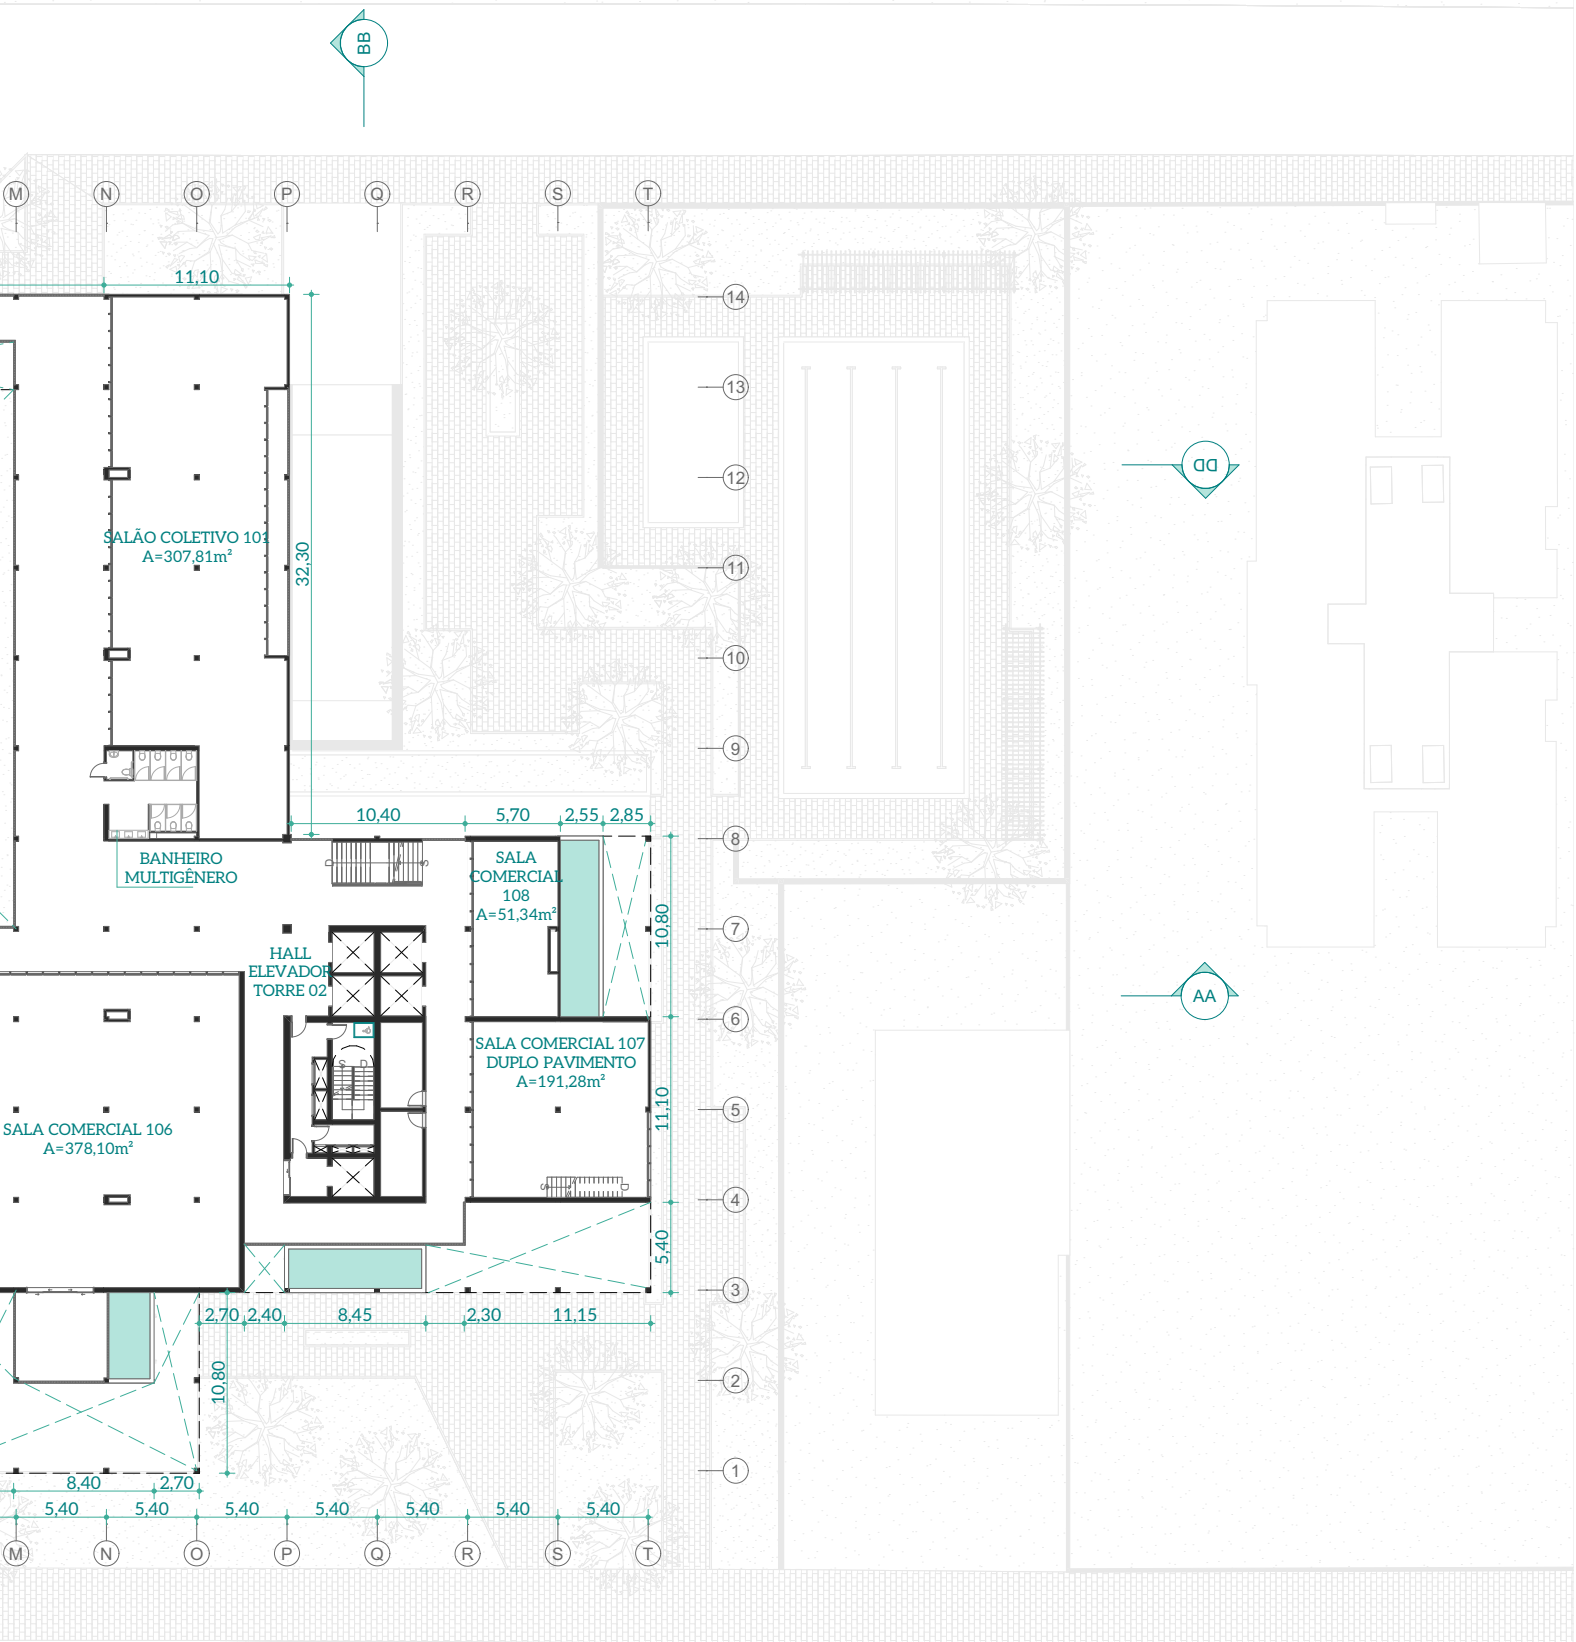 BB
M N O P Q R S T
11,10
14
13
12
DD
SALÃO COLETIVO 101
A=307,81m²
32,30
11
10
9
10,40 5,70 2,55 2,85
8
D S
BANHEIRO
MULTIGÊNERO
SALA
COMERCIAL
108
A=51,34m²
10,80
7
HALL
ELEVADOR
TORRE 02
AA
6
SALA COMERCIAL 107
DUPLO PAVIMENTO
A=191,28m²
S D
11,10
5
SALA COMERCIAL 106
A=378,10m²
S D
4
5,40
3
2,70 2,40 8,45 2,30 11,15
10,80
2
1
8,40 2,70
5,40 5,40 5,40 5,40 5,40 5,40 5,40
M N O P Q R S T